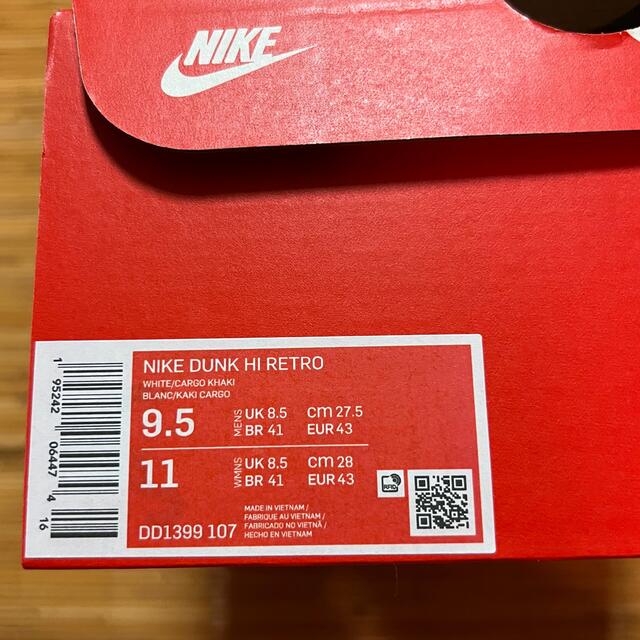 NIKE
NIKE DUNK HI RETRO
WHITE/CARGO KHAKI
BLANC/KAKI CARGO
9.5 MENS UK 8.5 CM 27.5
BR 41 EUR 43
11 WMNS UK 8.5 CM 28
BR 41 EUR 43
RFID
DD1399 107
MADE IN VIETNAM /
FABRIQUE AU VIETNAM /
FABRICADO NO VIETNÃ /
HECHO EN VIETNAM
1 95242 06447 4
16